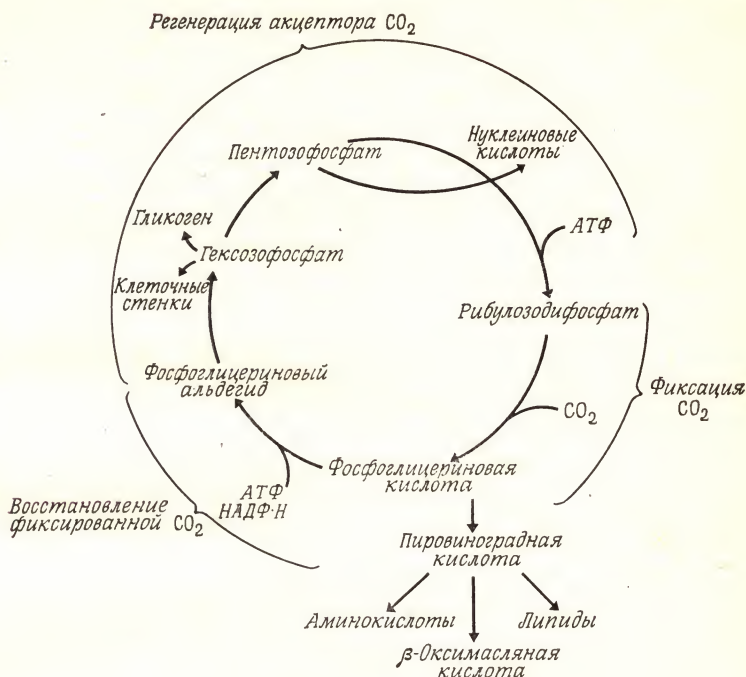 Регенерация акцептора CO₂
Нуклеиновые
кислоты
Пентозофосфат
Гликоген
АТФ
Гексозофосфат
Клеточные
стенки
Рибулозодифосфат
Фосфоглицериновый
альдегид
Фиксация
CO₂
CO₂
Фосфоглицериновая
кислота
АТФ
НАДФ·Н
Восстановление
фиксированной CO₂
Пировиноградная
кислота
Аминокислоты
Липиды
β-Оксимасляная
кислота